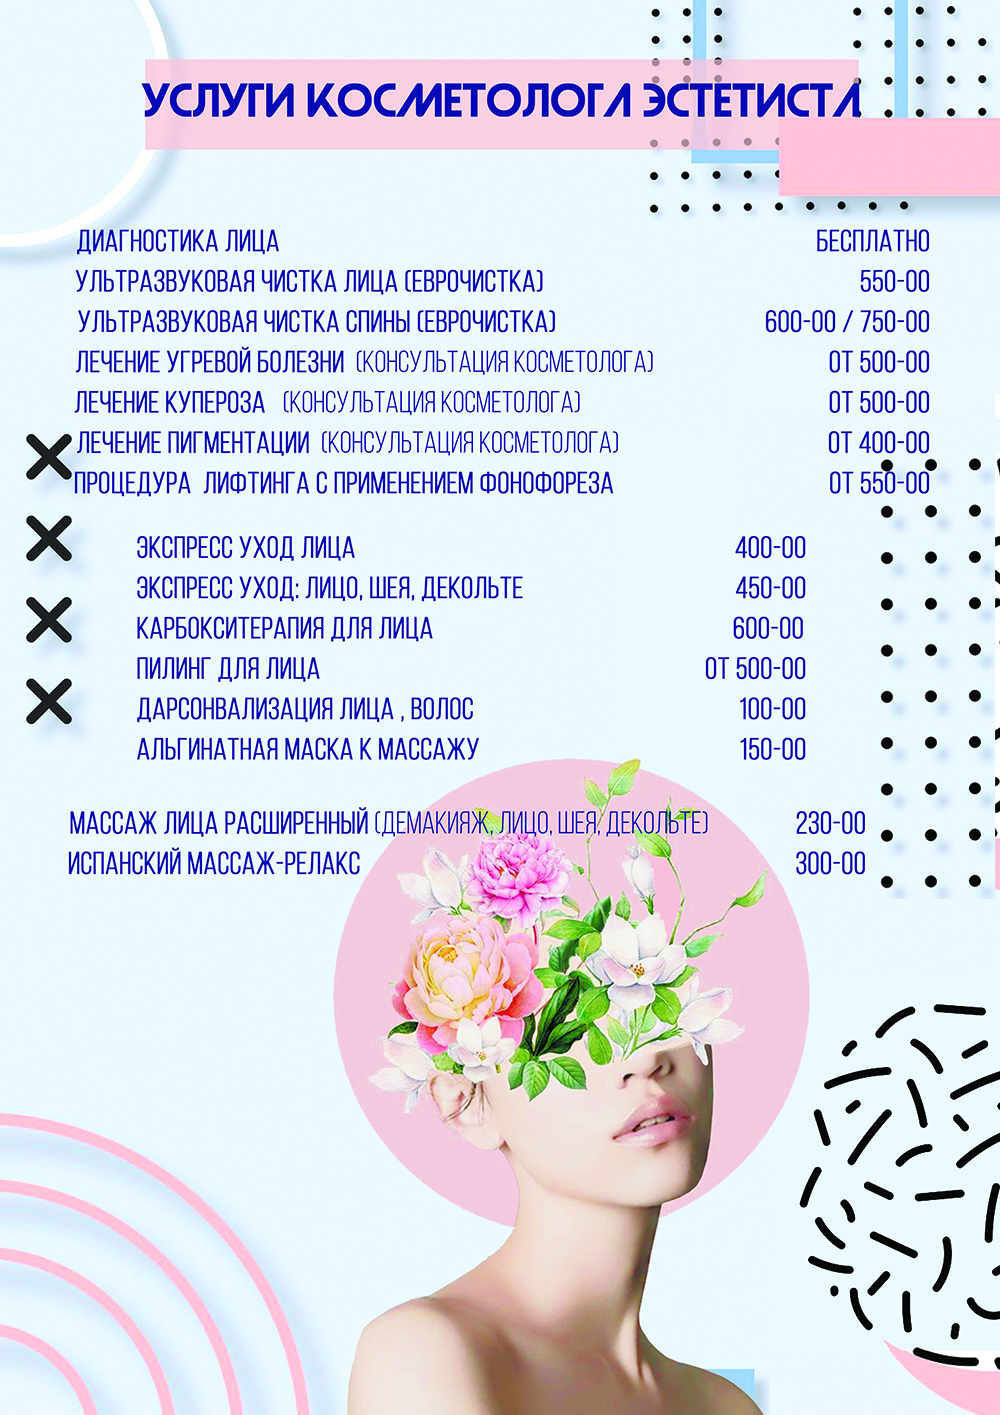 УСЛУГИ КОСМЕТОЛОГА ЭСТЕТИСТА
ДИАГНОСТИКА ЛИЦА БЕСПЛАТНО
УЛЬТРАЗВУКОВАЯ ЧИСТКА ЛИЦА (ЕВРОЧИСТКА) 550-00
УЛЬТРАЗВУКОВАЯ ЧИСТКА СПИНЫ (ЕВРОЧИСТКА) 600-00 / 750-00
ЛЕЧЕНИЕ УГРЕВОЙ БОЛЕЗНИ (КОНСУЛЬТАЦИЯ КОСМЕТОЛОГА) ОТ 500-00
ЛЕЧЕНИЕ КУПЕРОЗА (КОНСУЛЬТАЦИЯ КОСМЕТОЛОГА) ОТ 500-00
ЛЕЧЕНИЕ ПИГМЕНТАЦИИ (КОНСУЛЬТАЦИЯ КОСМЕТОЛОГА) ОТ 400-00
ПРОЦЕДУРА ЛИФТИНГА С ПРИМЕНЕНИЕМ ФОНОФОРЕЗА ОТ 550-00
ЭКСПРЕСС УХОД ЛИЦА 400-00
ЭКСПРЕСС УХОД: ЛИЦО, ШЕЯ, ДЕКОЛЬТЕ 450-00
КАРБОКСИТЕРАПИЯ ДЛЯ ЛИЦА 600-00
ПИЛИНГ ДЛЯ ЛИЦА ОТ 500-00
ДАРСОНВАЛИЗАЦИЯ ЛИЦА , ВОЛОС 100-00
АЛЬГИНАТНАЯ МАСКА К МАССАЖУ 150-00
МАССАЖ ЛИЦА РАСШИРЕННЫЙ (ДЕМАКИЯЖ, ЛИЦО, ШЕЯ, ДЕКОЛЬТЕ) 230-00
ИСПАНСКИЙ МАССАЖ-РЕЛАКС 300-00